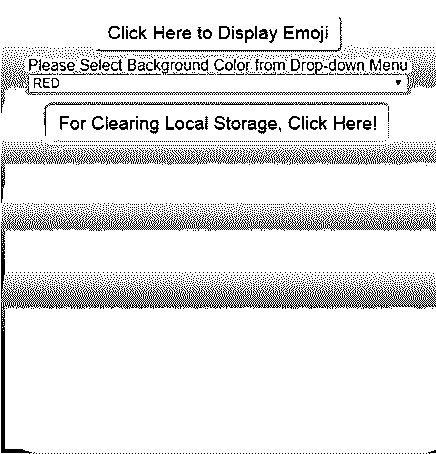 Click Here to Display Emoji
Please Select Background Color from Drop-down Menu
RED
For Clearing Local Storage, Click Here!